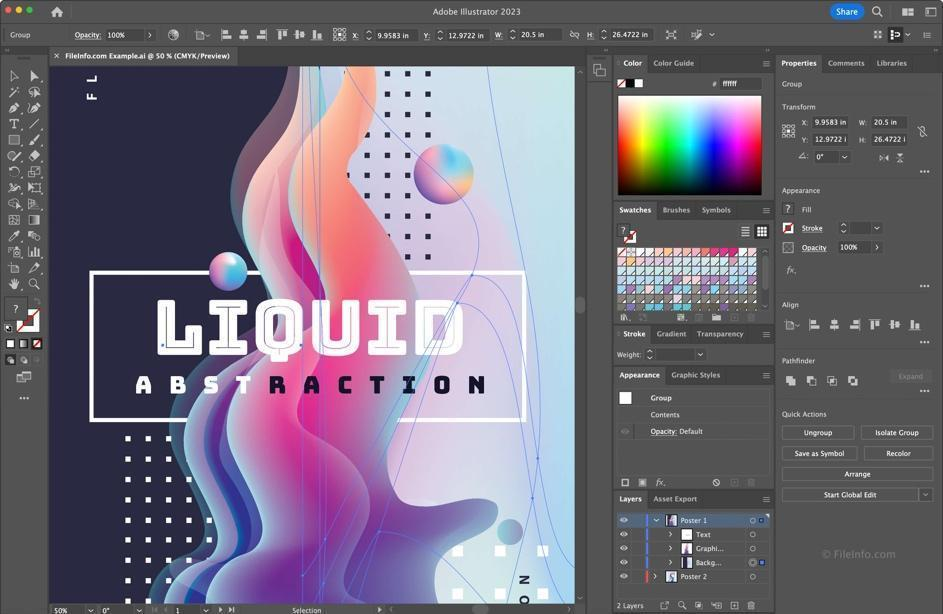 Adobe Illustrator 2023
Share
Group
Opacity: 100%
X: 9.9583 in
Y: 12.9722 in
W: 20.5 in
H: 26.4722 in
× FileInfo.com Example.ai @ 50 % (CMYK/Preview)
F L
LIQUID
ABSTRACTION
O N
50%
0°
1
Selection
Color
Color Guide
# ffffff
Swatches
Brushes
Symbols
?
Stroke
Gradient
Transparency
Weight:
Appearance
Graphic Styles
Group
Contents
Opacity: Default
fx
Layers
Asset Export
Poster 1
Text
Graphi...
Backg...
Poster 2
2 Layers
Properties
Comments
Libraries
Group
Transform
X: 9.9583 in
W: 20.5 in
Y: 12.9722 i
H: 26.4722 i
0°
Appearance
? Fill
Stroke
Opacity 100%
fx
Align
Pathfinder
Expand
Quick Actions
Ungroup
Isolate Group
Save as Symbol
Recolor
Arrange
Start Global Edit
© FileInfo.com